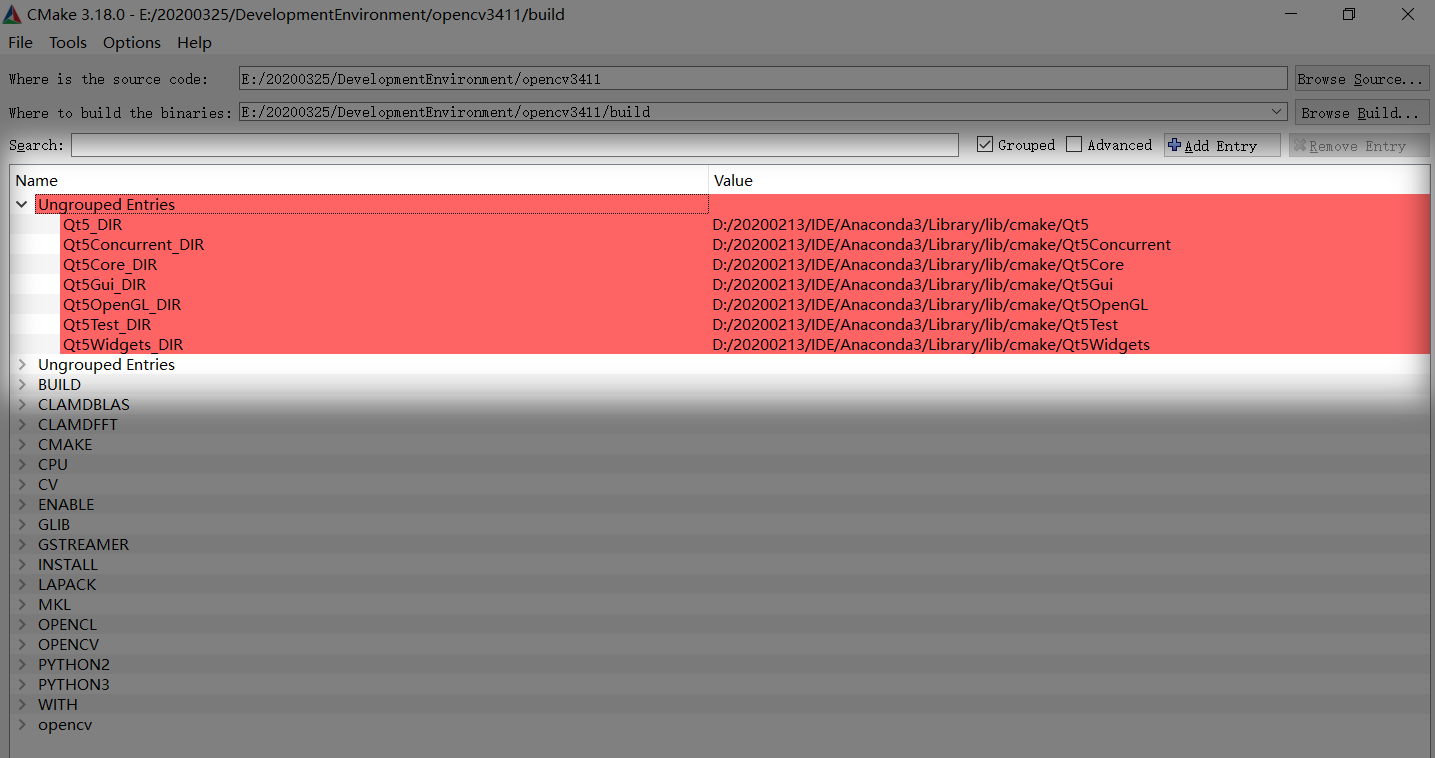 CMake 3.18.0 - E:/20200325/DevelopmentEnvironment/opencv3411/build
File Tools Options Help
Where is the source code: E:/20200325/DevelopmentEnvironment/opencv3411 Browse Source...
Where to build the binaries: E:/20200325/DevelopmentEnvironment/opencv3411/build Browse Build...
Search: Grouped Advanced Add Entry Remove Entry
Name Value
Ungrouped Entries
Qt5_DIR D:/20200213/IDE/Anaconda3/Library/lib/cmake/Qt5
Qt5Concurrent_DIR D:/20200213/IDE/Anaconda3/Library/lib/cmake/Qt5Concurrent
Qt5Core_DIR D:/20200213/IDE/Anaconda3/Library/lib/cmake/Qt5Core
Qt5Gui_DIR D:/20200213/IDE/Anaconda3/Library/lib/cmake/Qt5Gui
Qt5OpenGL_DIR D:/20200213/IDE/Anaconda3/Library/lib/cmake/Qt5OpenGL
Qt5Test_DIR D:/20200213/IDE/Anaconda3/Library/lib/cmake/Qt5Test
Qt5Widgets_DIR D:/20200213/IDE/Anaconda3/Library/lib/cmake/Qt5Widgets
Ungrouped Entries
BUILD
CLAMDBLAS
CLAMDFFT
CMAKE
CPU
CV
ENABLE
GLIB
GSTREAMER
INSTALL
LAPACK
MKL
OPENCL
OPENCV
PYTHON2
PYTHON3
WITH
opencv